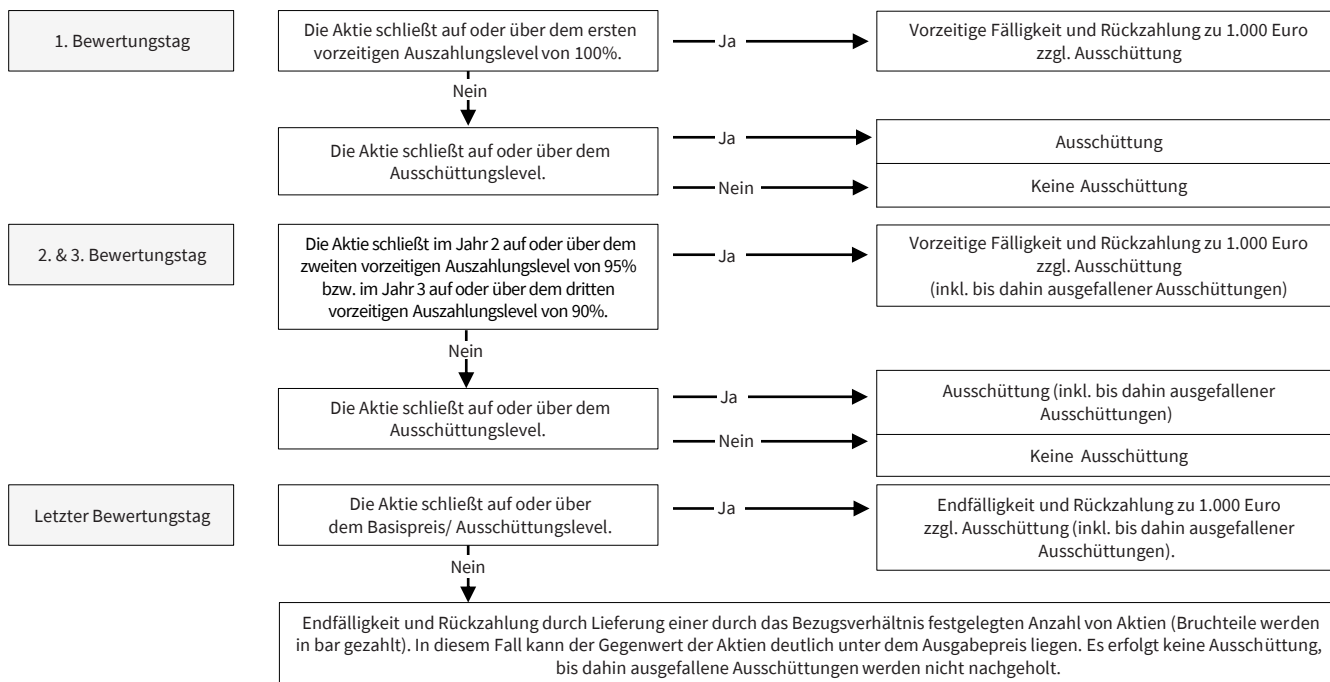 1. Bewertungstag
Die Aktie schließt auf oder über dem ersten
vorzeitigen Auszahlungslevel von 100%.
Ja
Vorzeitige Fälligkeit und Rückzahlung zu 1.000 Euro
zzgl. Ausschüttung
Nein
Die Aktie schließt auf oder über dem
Ausschüttungslevel.
Ja
Ausschüttung
Nein
Keine Ausschüttung
2. & 3. Bewertungstag
Die Aktie schließt im Jahr 2 auf oder über dem
zweiten vorzeitigen Auszahlungslevel von 95%
bzw. im Jahr 3 auf oder über dem dritten
vorzeitigen Auszahlungslevel von 90%.
Ja
Vorzeitige Fälligkeit und Rückzahlung zu 1.000 Euro
zzgl. Ausschüttung
(inkl. bis dahin ausgefallener Ausschüttungen)
Nein
Die Aktie schließt auf oder über dem
Ausschüttungslevel.
Ja
Ausschüttung (inkl. bis dahin ausgefallener
Ausschüttungen)
Nein
Keine Ausschüttung
Letzter Bewertungstag
Die Aktie schließt auf oder über
dem Basispreis/ Ausschüttungslevel.
Ja
Endfälligkeit und Rückzahlung zu 1.000 Euro
zzgl. Ausschüttung (inkl. bis dahin ausgefallener
Ausschüttungen).
Nein
Endfälligkeit und Rückzahlung durch Lieferung einer durch das Bezugsverhältnis festgelegten Anzahl von Aktien (Bruchteile werden
in bar gezahlt). In diesem Fall kann der Gegenwert der Aktien deutlich unter dem Ausgabepreis liegen. Es erfolgt keine Ausschüttung,
bis dahin ausgefallene Ausschüttungen werden nicht nachgeholt.